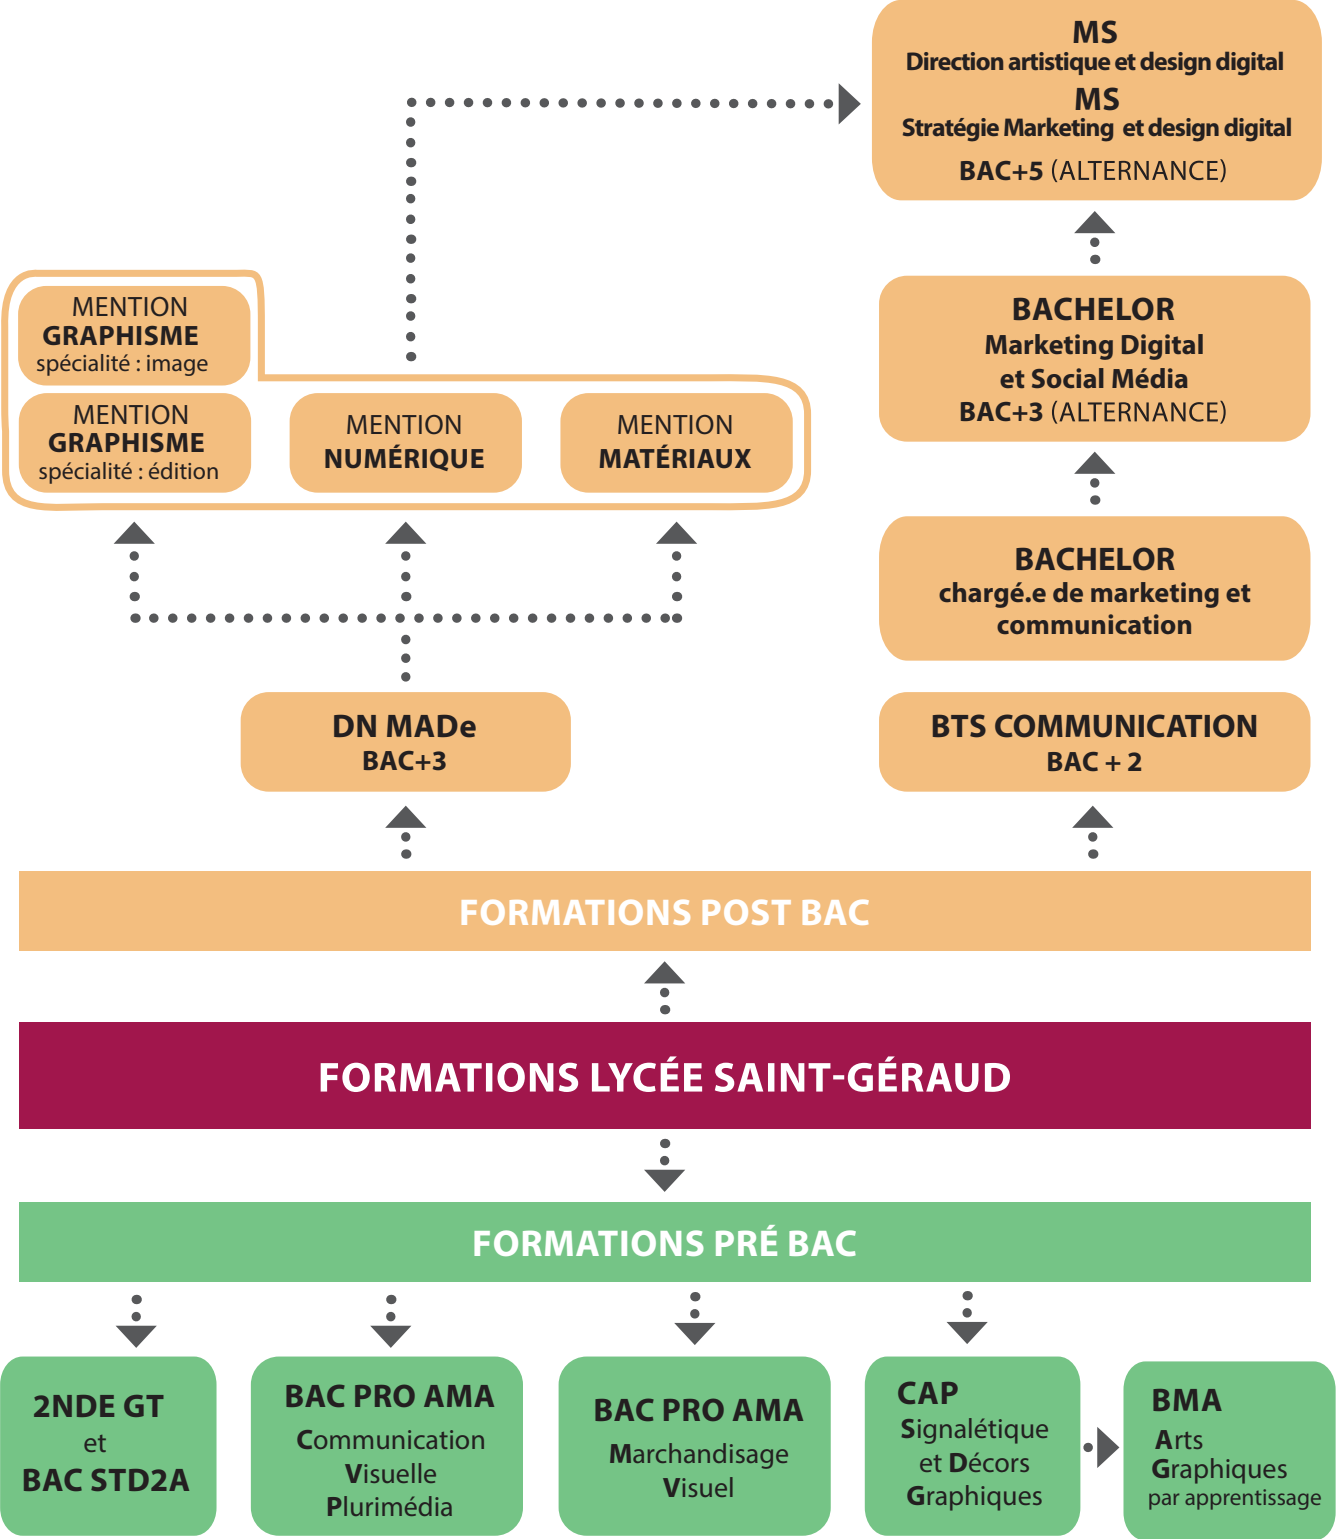 MS
Direction artistique et design digital
MS
Stratégie Marketing et design digital
BAC+5 (ALTERNANCE)
MENTION
GRAPHISME
spécialité : image
MENTION
GRAPHISME
spécialité : édition
MENTION
NUMÉRIQUE
MENTION
MATÉRIAUX
BACHELOR
Marketing Digital
et Social Média
BAC+3 (ALTERNANCE)
BACHELOR
chargé.e de marketing et
communication
DN MADe
BAC+3
BTS COMMUNICATION
BAC + 2
FORMATIONS POST BAC
FORMATIONS LYCÉE SAINT-GÉRAUD
FORMATIONS PRÉ BAC
2NDE GT
et
BAC STD2A
BAC PRO AMA
Communication
Visuelle
Plurimédia
BAC PRO AMA
Marchandisage
Visuel
CAP
Signalétique
et Décors
Graphiques
BMA
Arts
Graphiques
par apprentissage